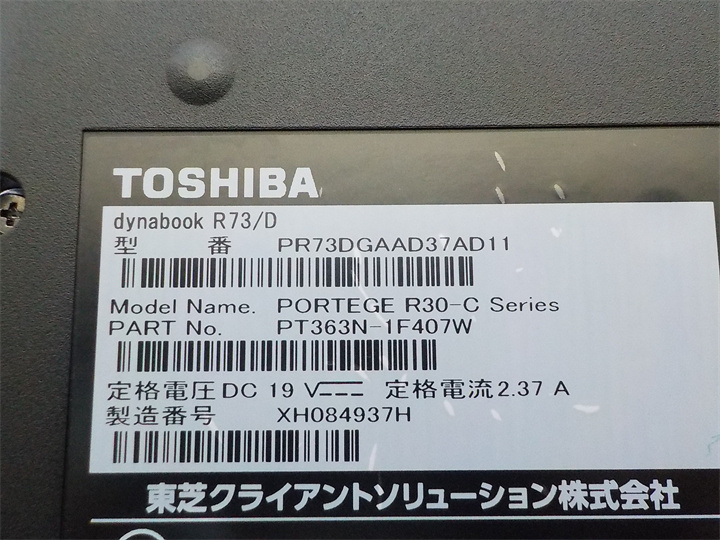 TOSHIBA
dynabook R73/D
型 番 PR73DGAAD37AD11
Model Name. PORTEGE R30-C Series
PART No. PT363N-1F407W
定格電圧 DC 19 V 定格電流 2.37 A
製造番号 XH084937H
東芝クライアントソリューション株式会社